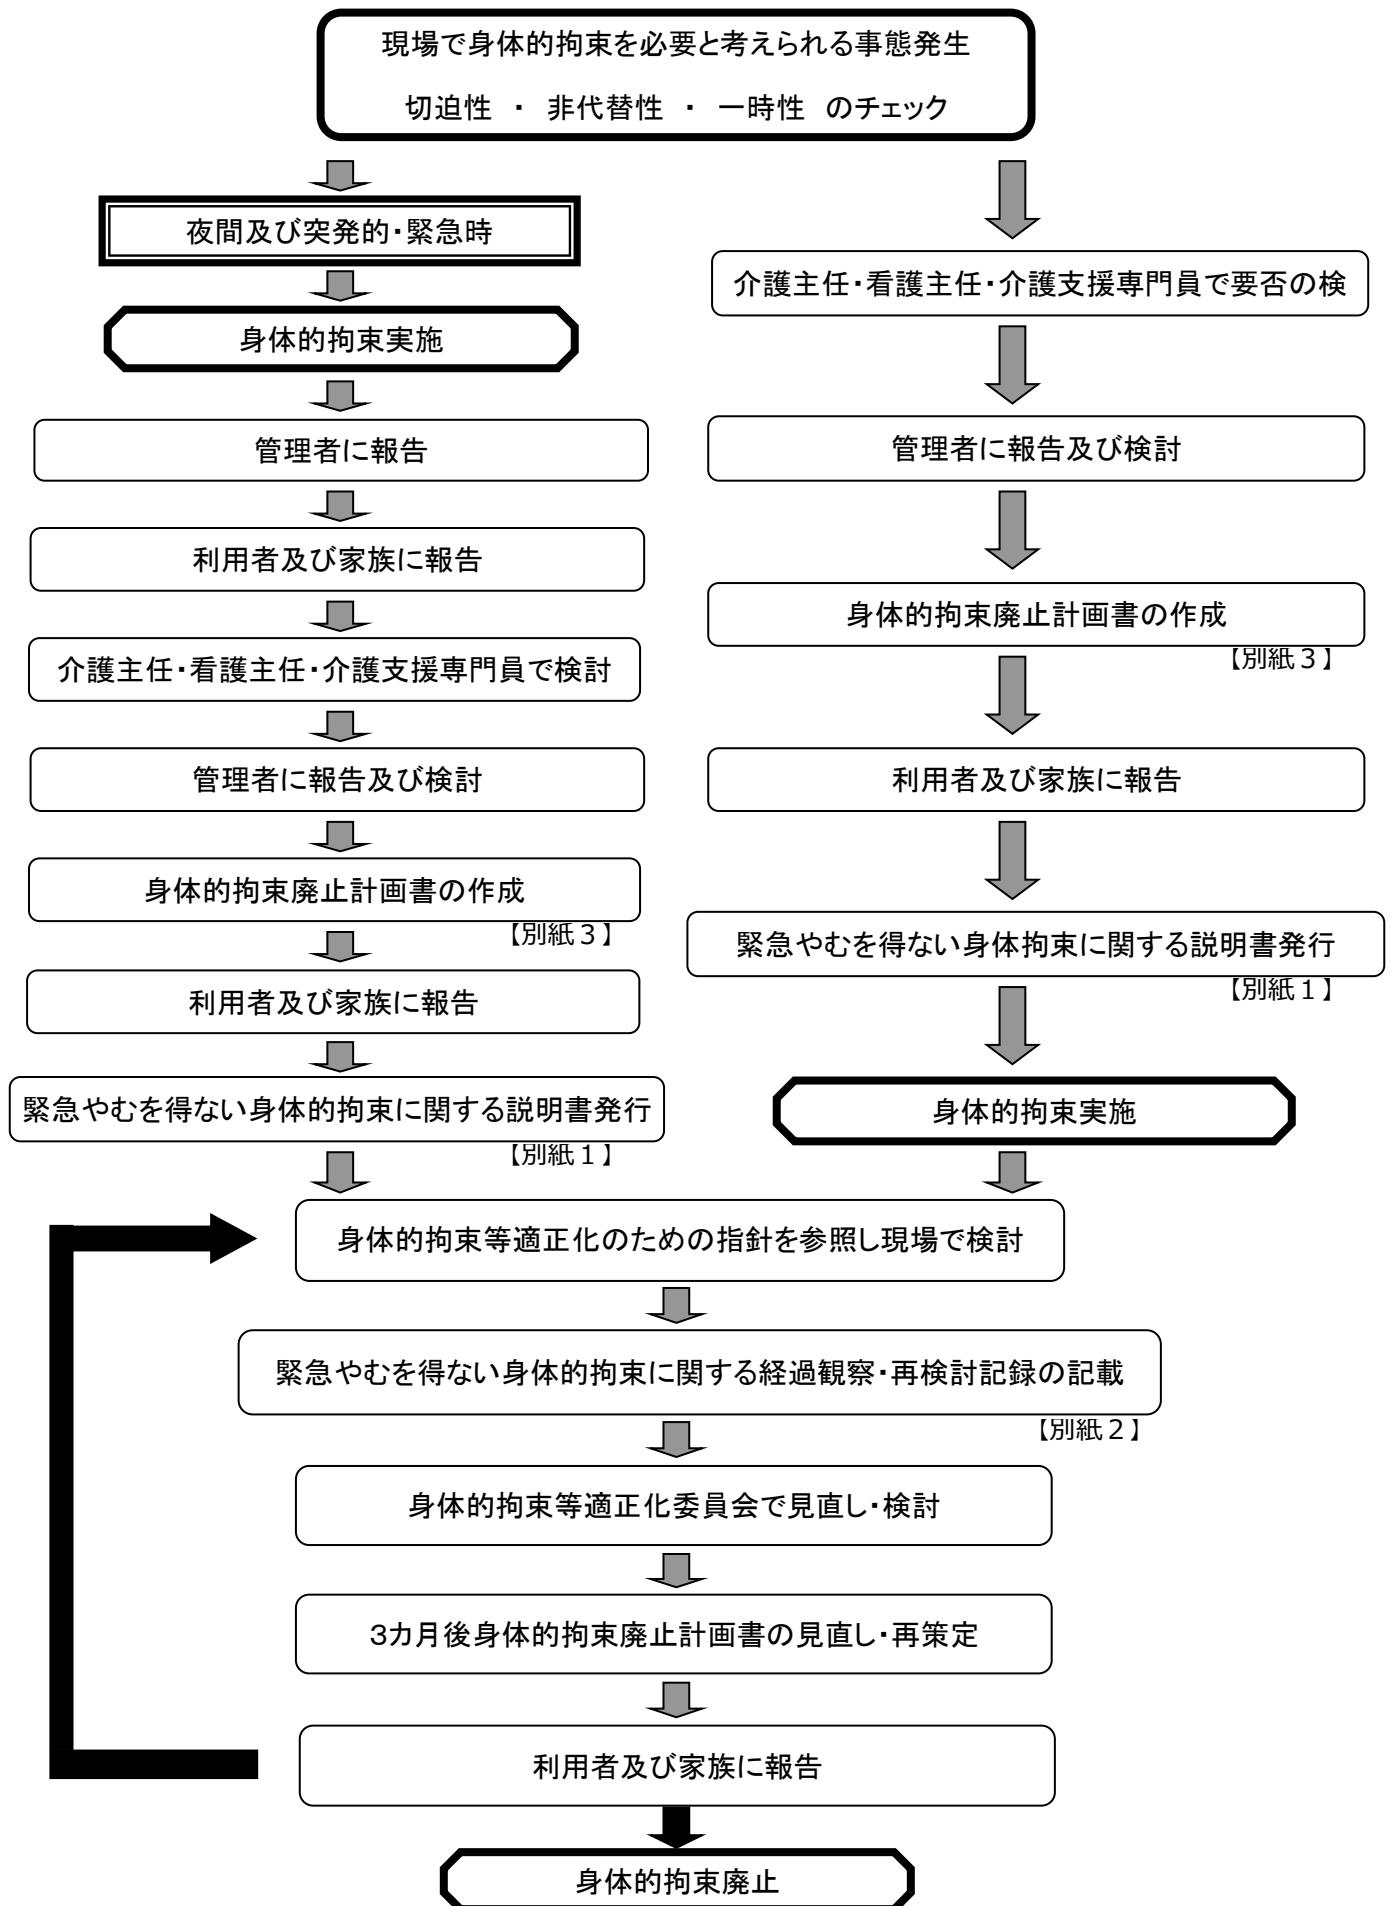 現場で身体的拘束を必要と考えられる事態発生
切迫性　・　非代替性　・　一時性　のチェック
夜間及び突発的・緊急時
身体的拘束実施
管理者に報告
利用者及び家族に報告
介護主任・看護主任・介護支援専門員で検討
管理者に報告及び検討
身体的拘束廃止計画書の作成
【別紙３】
利用者及び家族に報告
緊急やむを得ない身体的拘束に関する説明書発行
【別紙１】
介護主任・看護主任・介護支援専門員で要否の検
管理者に報告及び検討
身体的拘束廃止計画書の作成
【別紙３】
利用者及び家族に報告
緊急やむを得ない身体拘束に関する説明書発行
【別紙１】
身体的拘束実施
身体的拘束等適正化のための指針を参照し現場で検討
緊急やむを得ない身体的拘束に関する経過観察・再検討記録の記載
【別紙２】
身体的拘束等適正化委員会で見直し・検討
3カ月後身体的拘束廃止計画書の見直し・再策定
利用者及び家族に報告
身体的拘束廃止